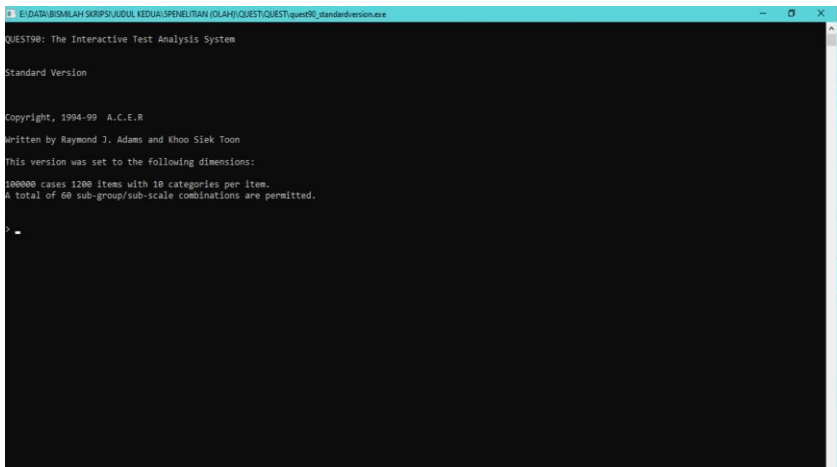 E:\DATA\BISMILAH SKRIPSI\JUDUL KEDUA\SPENELITIAN (OLAH)\QUEST\QUEST\quest90_standardversion.exe
QUEST90: The Interactive Test Analysis System
Standard Version
Copyright, 1994-99 A.C.E.R
Written by Raymond J. Adams and Khoo Siek Toon
This version was set to the following dimensions:
100000 cases 1200 items with 10 categories per item.
A total of 60 sub-group/sub-scale combinations are permitted.
>